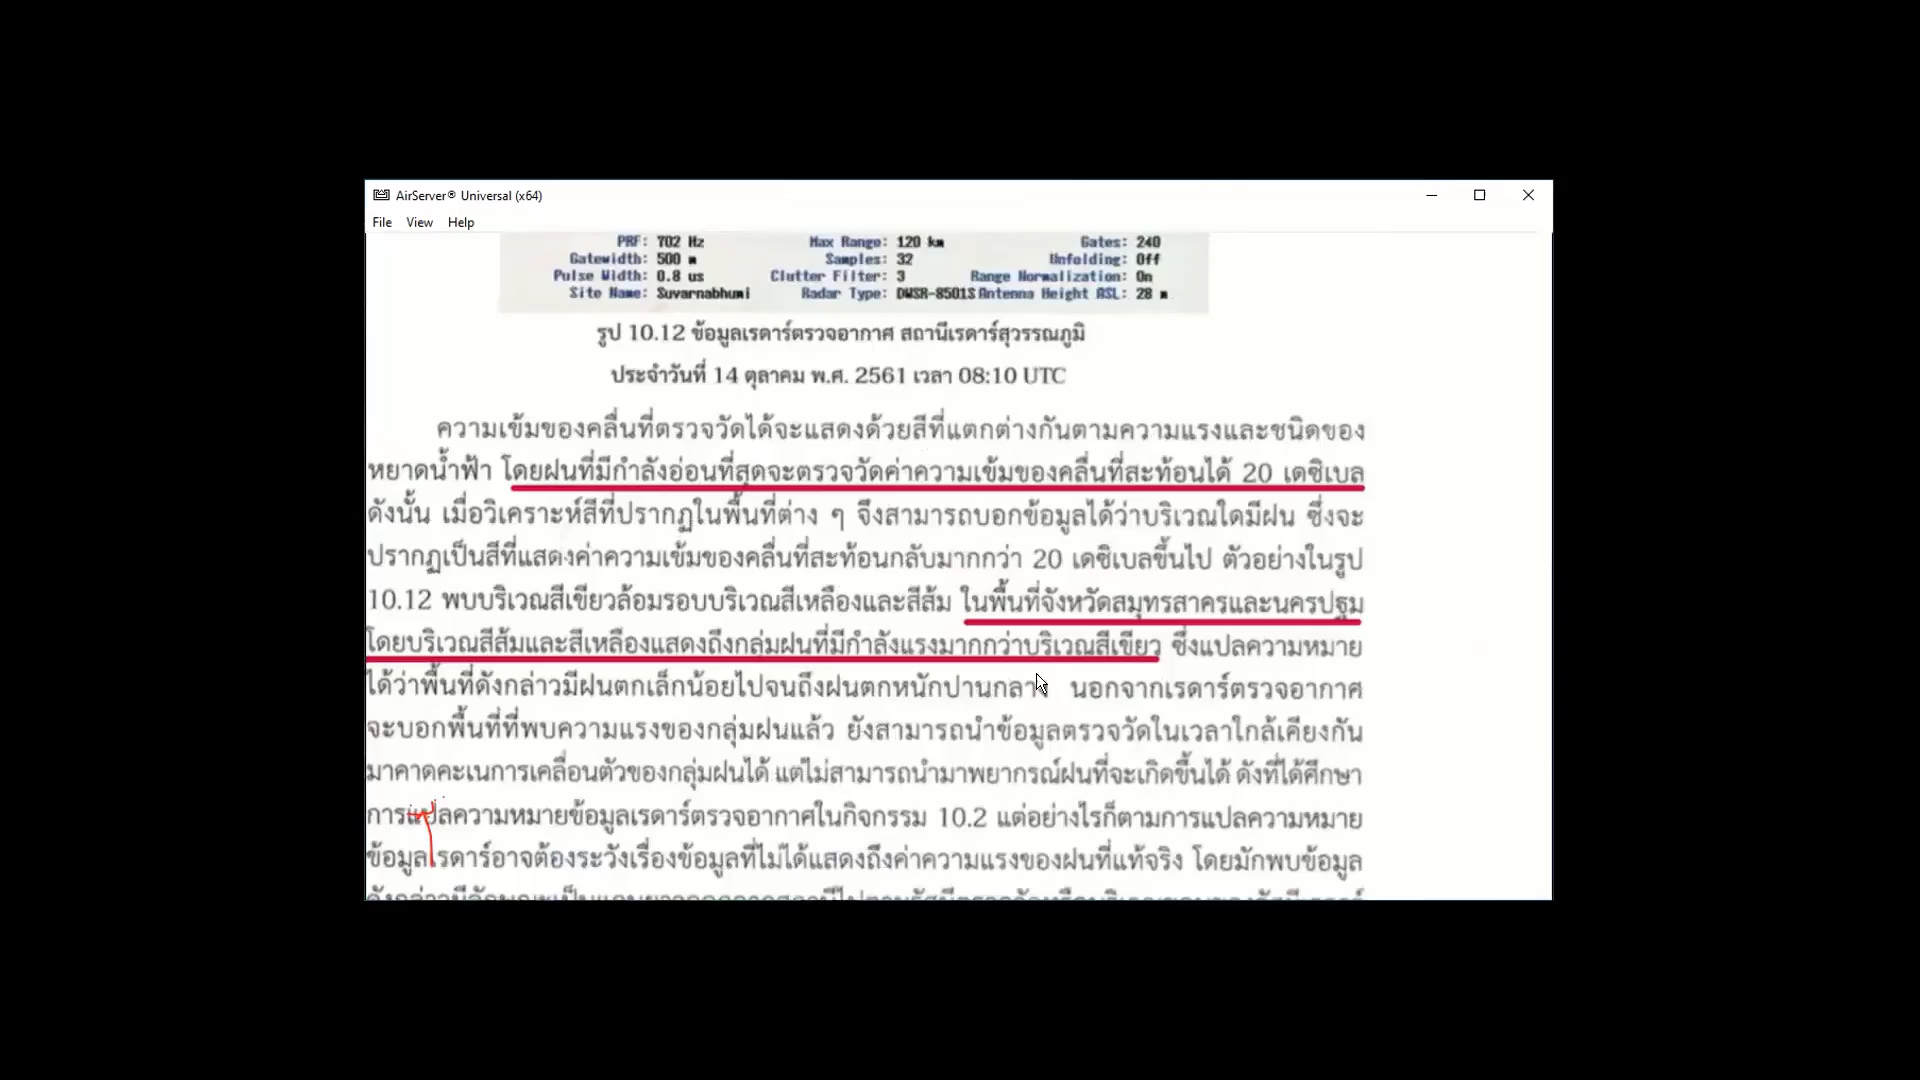 AirServer® Universal (x64)
File View Help
PRF: 702 Hz Max Range: 120 km Gates: 240
Gatewidth: 500 m Samples: 32 Unfolding: Off
Pulse Width: 0.8 us Clutter Filter: 3 Range Normalization: On
Site Name: Suvarnabhumi Radar Type: DWSR-8501S Antenna Height ASL: 28 m
รูป 10.12 ข้อมูลเรดาร์ตรวจอากาศ สถานีเรดาร์สุวรรณภูมิ
ประจำวันที่ 14 ตุลาคม พ.ศ. 2561 เวลา 08:10 UTC
ความเข้มของคลื่นที่ตรวจวัดได้จะแสดงด้วยสีที่แตกต่างกันตามความแรงและชนิดของ
หยาดน้ำฟ้า โดยฝนที่มีกำลังอ่อนที่สุดจะตรวจวัดค่าความเข้มของคลื่นที่สะท้อนได้ 20 เดซิเบล
ดังนั้น เมื่อวิเคราะห์สีที่ปรากฏในพื้นที่ต่าง ๆ จึงสามารถบอกข้อมูลได้ว่าบริเวณใดมีฝน ซึ่งจะ
ปรากฏเป็นสีที่แสดงค่าความเข้มของคลื่นที่สะท้อนกลับมากกว่า 20 เดซิเบลขึ้นไป ตัวอย่างในรูป
10.12 พบบริเวณสีเขียวล้อมรอบบริเวณสีเหลืองและสีส้ม ในพื้นที่จังหวัดสมุทรสาครและนครปฐม
โดยบริเวณสีส้มและสีเหลืองแสดงถึงกลุ่มฝนที่มีกำลังแรงมากกว่าบริเวณสีเขียว ซึ่งแปลความหมาย
ได้ว่าพื้นที่ดังกล่าวมีฝนตกเล็กน้อยไปจนถึงฝนตกหนักปานกลาง นอกจากเรดาร์ตรวจอากาศ
จะบอกพื้นที่ที่พบความแรงของกลุ่มฝนแล้ว ยังสามารถนำข้อมูลตรวจวัดในเวลาใกล้เคียงกัน
มาคาดคะเนการเคลื่อนตัวของกลุ่มฝนได้ แต่ไม่สามารถนำมาพยากรณ์ฝนที่จะเกิดขึ้นได้ ดังที่ได้ศึกษา
การแปลความหมายข้อมูลเรดาร์ตรวจอากาศในกิจกรรม 10.2 แต่อย่างไรก็ตามการแปลความหมาย
ข้อมูลเรดาร์อาจต้องระวังเรื่องข้อมูลที่ไม่ได้แสดงถึงค่าความแรงของฝนที่แท้จริง โดยมักพบข้อมูล